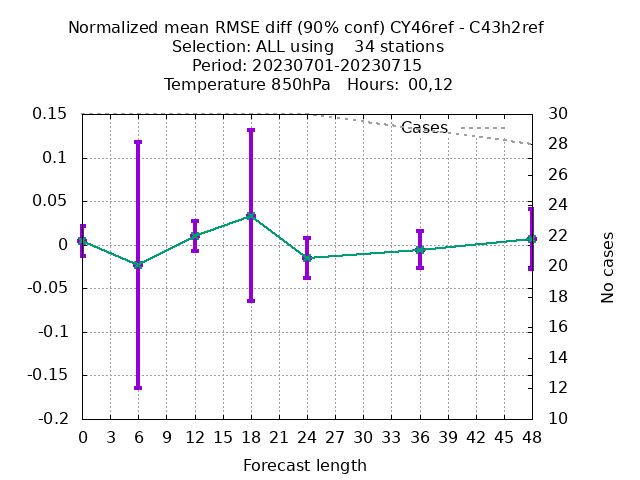 Normalized mean RMSE diff (90% conf) CY46ref - C43h2ref
Selection: ALL using    34 stations
Period: 20230701-20230715
Temperature 850hPa   Hours:  00,12
Cases
0.15
0.1
0.05
0
-0.05
-0.1
-0.15
-0.2
30
28
26
24
22
20
18
16
14
12
10
No cases
0 3 6 9 12 15 18 21 24 27 30 33 36 39 42 45 48
Forecast length